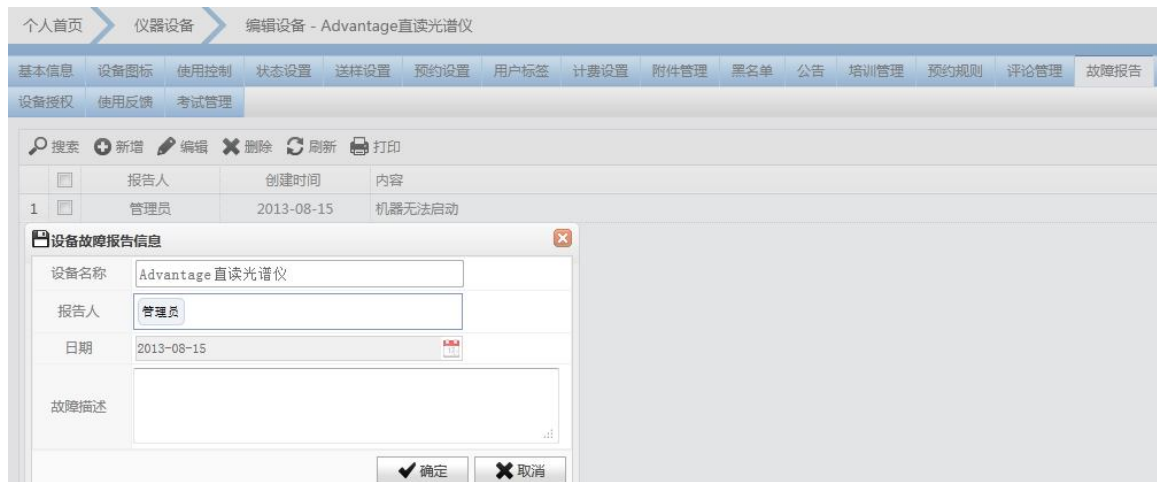 个人首页 仪器设备 编辑设备 - Advantage直读光谱仪
基本信息 设备图标 使用控制 状态设置 送样设置 预约设置 用户标签 计费设置 附件管理 黑名单 公告 培训管理 预约规则 评论管理 故障报告
设备授权 使用反馈 考试管理
搜索 新增 编辑 删除 刷新 打印
报告人 创建时间 内容
1 管理员 2013-08-15 机器无法启动
设备故障报告信息
设备名称 Advantage直读光谱仪
报告人 管理员
日期 2013-08-15
故障描述
确定 取消